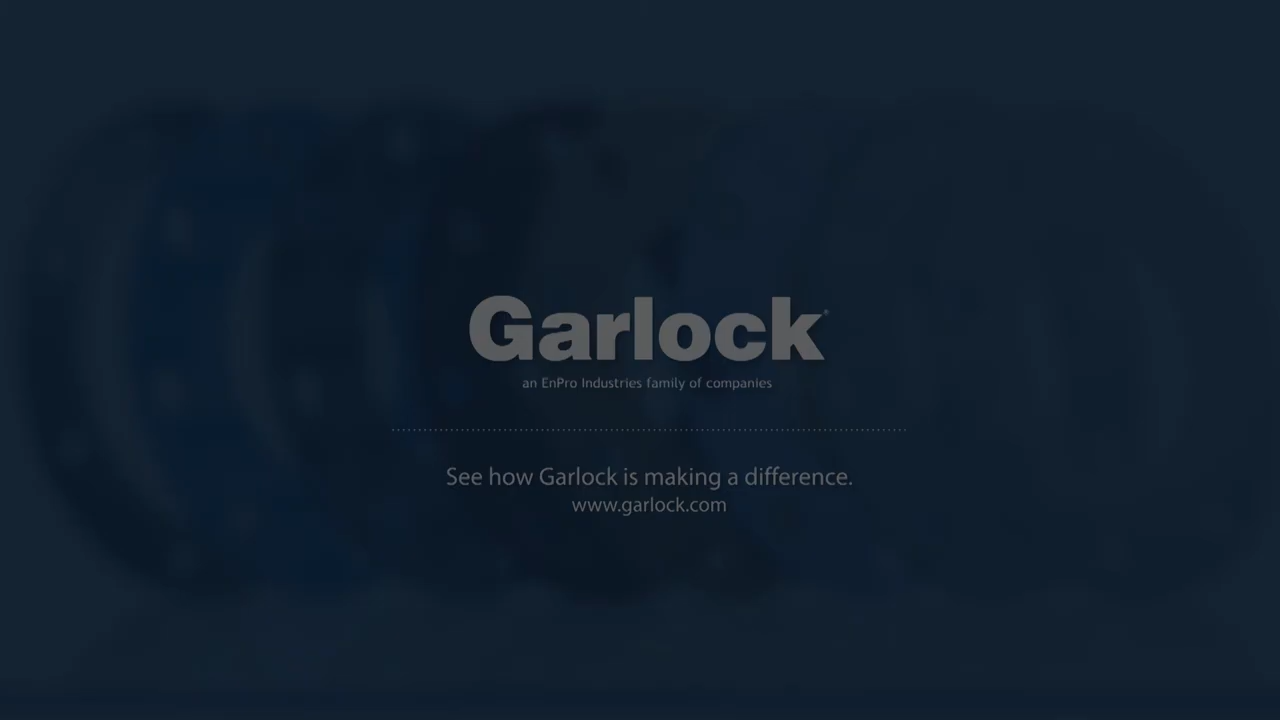 Garlock
an EnPro Industries family of companies
See how Garlock is making a difference.
www.garlock.com